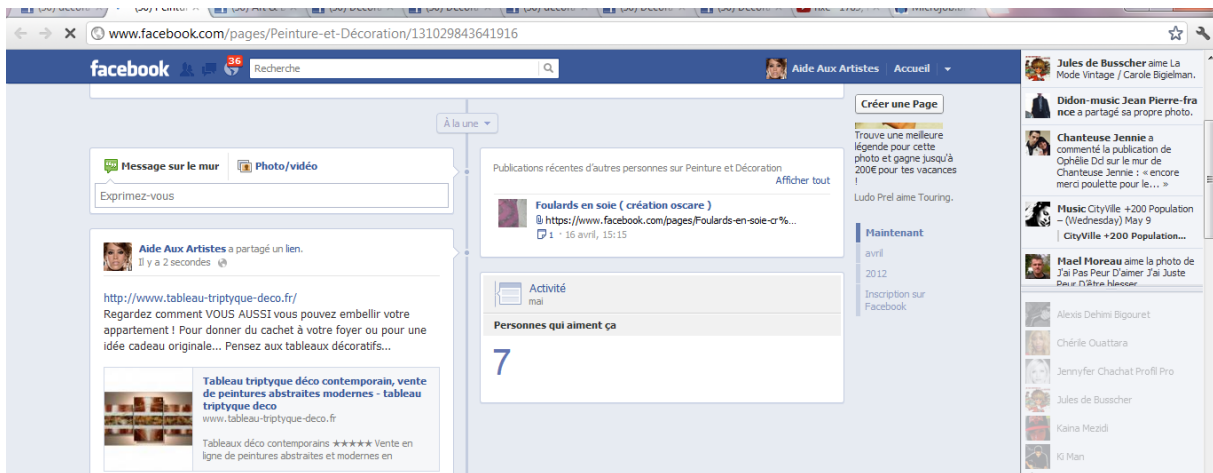 www.facebook.com/pages/Peinture-et-Décoration/131029843641916
facebook
36
Recherche
Aide Aux Artistes
Accueil
À la une
Message sur le mur
Photo/vidéo
Exprimez-vous
Aide Aux Artistes a partagé un lien.
Il y a 2 secondes
http://www.tableau-triptyque-deco.fr/
Regardez comment VOUS AUSSI vous pouvez embellir votre
appartement ! Pour donner du cachet à votre foyer ou pour une
idée cadeau originale... Pensez aux tableaux décoratifs...
Tableau triptyque déco contemporain, vente
de peintures abstraites modernes - tableau
triptyque deco
www.tableau-triptyque-deco.fr
Tableaux déco contemporains ★★★★★ Vente en
ligne de peintures abstraites et modernes en
Publications récentes d'autres personnes sur Peinture et Décoration
Afficher tout
Foulards en soie ( création oscare )
https://www.facebook.com/pages/Foulards-en-soie-cr%...
1 · 16 avril, 15:15
Activité
mai
Personnes qui aiment ça
7
Créer une Page
Trouve une meilleure
légende pour cette
photo et gagne jusqu'à
200€ pour tes vacances
!
Ludo Prel aime Touring.
Maintenant
avril
2012
Inscription sur
Facebook
Jules de Busscher aime La
Mode Vintage / Carole Bigielman.
Didon-music Jean Pierre-fra
nce a partagé sa propre photo.
Chanteuse Jennie a
commenté la publication de
Ophélie Dcl sur le mur de
Chanteuse Jennie : « encore
merci poulette pour le... »
Music CityVille +200 Population
– (Wednesday) May 9
CityVille +200 Population...
Mael Moreau aime la photo de
J'ai Pas Peur D'aimer J'ai Juste
Peur D'être blesser
Alexis Dehimi Bigouret
Chérile Ouattara
Jennyfer Chachat Profil Pro
Jules de Busscher
Kaina Mezidi
Ki Man